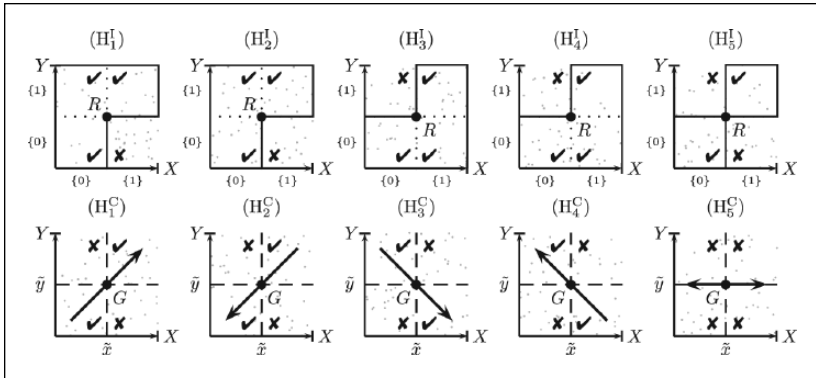 (H₁ᴵ) (H₂ᴵ) (H₃ᴵ) (H₄ᴵ) (H₅ᴵ)
Y Y Y Y Y
✔ ✔ ✔ ✔ ✘ ✔ ✘ ✔ ✘ ✔
{1} {1} {1} {1} {1}
R R R R R
{0} {0} {0} {0} {0}
✔ ✘ ✔ ✘ ✔ ✔ ✔ ✔ ✔ ✘
X X X X X
{0} {1} {0} {1} {0} {1} {0} {1} {0} {1}
(H₁ᶜ) (H₂ᶜ) (H₃ᶜ) (H₄ᶜ) (H₅ᶜ)
Y Y Y Y Y
✘ ✔ ✘ ✔ ✔ ✘ ✔ ✘ ✘ ✘
ỹ G ỹ G ỹ G ỹ G ỹ G
✔ ✘ ✔ ✘ ✘ ✔ ✘ ✔ ✘ ✘
X X X X X
x̃ x̃ x̃ x̃ x̃